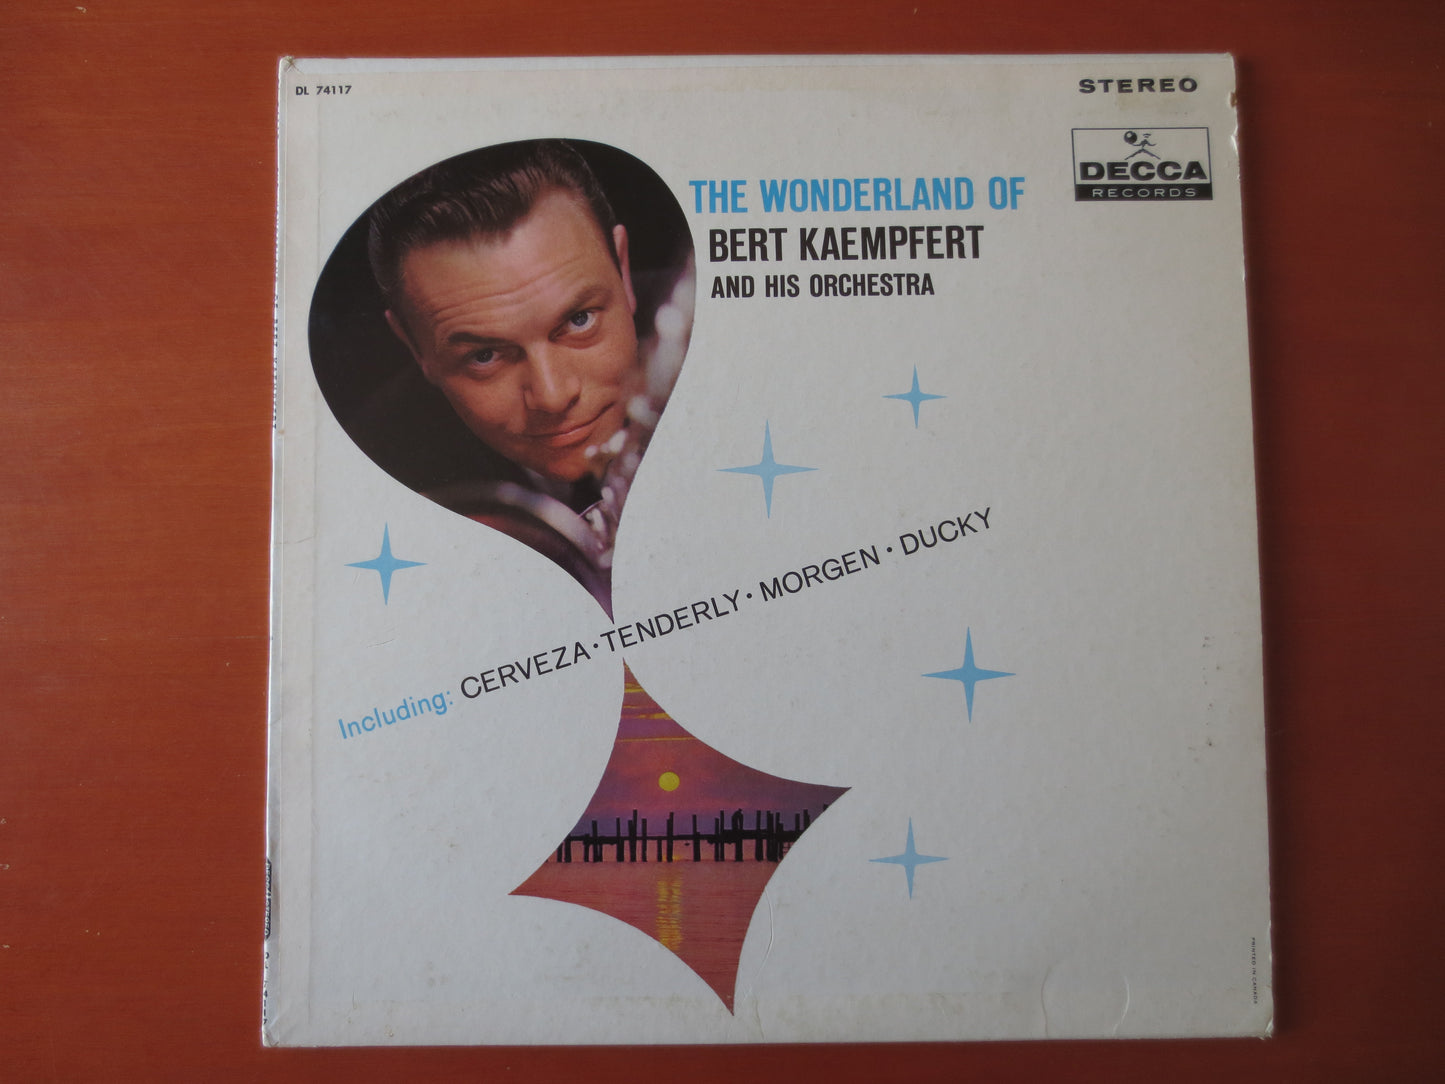 DL 74117
STEREO
DECCA
RECORDS
THE WONDERLAND OF
BERT KAEMPFERT
AND HIS ORCHESTRA
Including: CERVEZA • TENDERLY • MORGEN • DUCKY
PRINTED IN CANADA